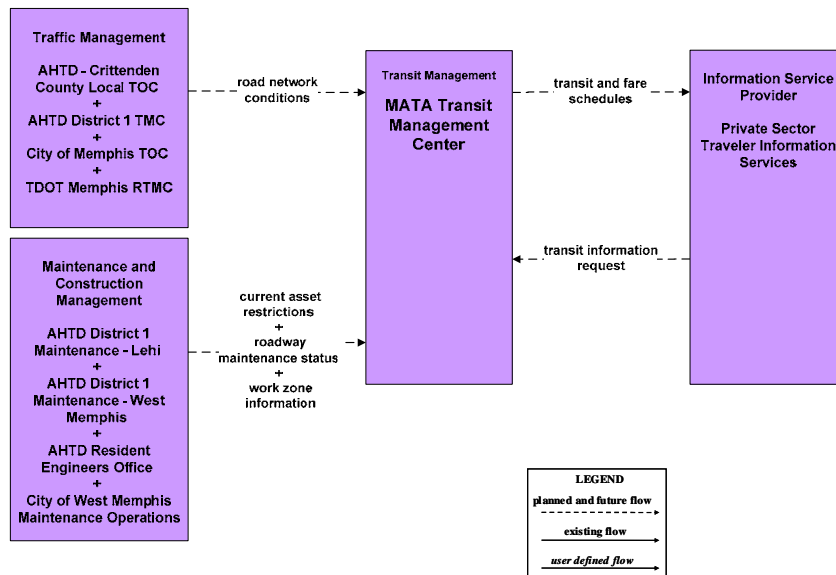 Traffic Management
AHTD - Crittenden
County Local TOC
+
AHTD District 1 TMC
+
City of Memphis TOC
+
TDOT Memphis RTMC
road network
conditions
Transit Management
MATA Transit
Management
Center
transit and fare
schedules
Information Service
Provider
Private Sector
Traveler Information
Services
transit information
request
Maintenance and
Construction
Management
AHTD District 1
Maintenance - Lehi
+
AHTD District 1
Maintenance - West
Memphis
+
AHTD Resident
Engineers Office
+
City of West Memphis
Maintenance Operations
current asset
restrictions
+
roadway
maintenance status
+
work zone
information
LEGEND
planned and future flow
existing flow
user defined flow